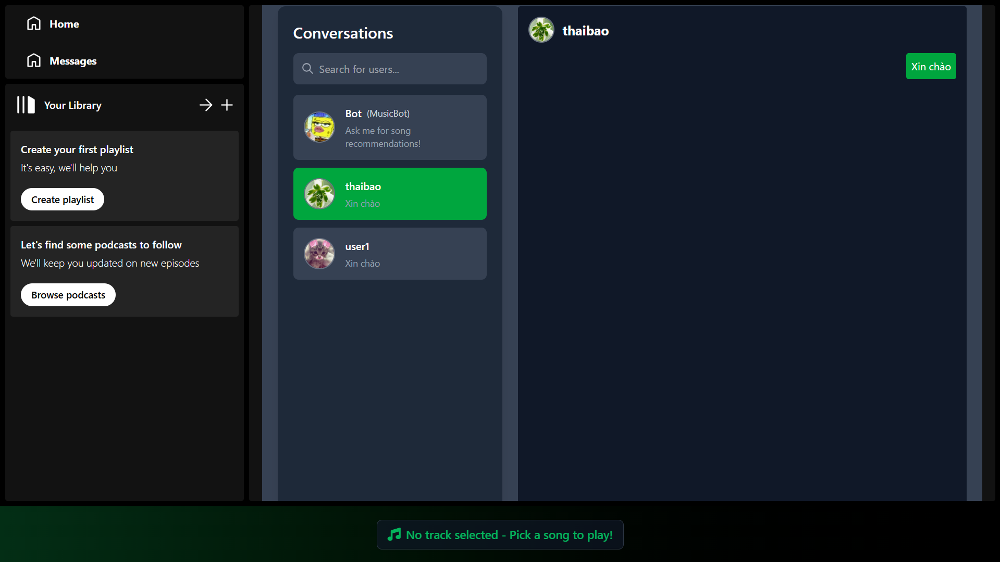 Home
Messages
Your Library
Create your first playlist
It's easy, we'll help you
Create playlist
Let's find some podcasts to follow
We'll keep you updated on new episodes
Browse podcasts
Conversations
Search for users...
Bot (MusicBot)
Ask me for song
recommendations!
thaibao
Xin chào
user1
Xin chào
thaibao
Xin chào
No track selected - Pick a song to play!